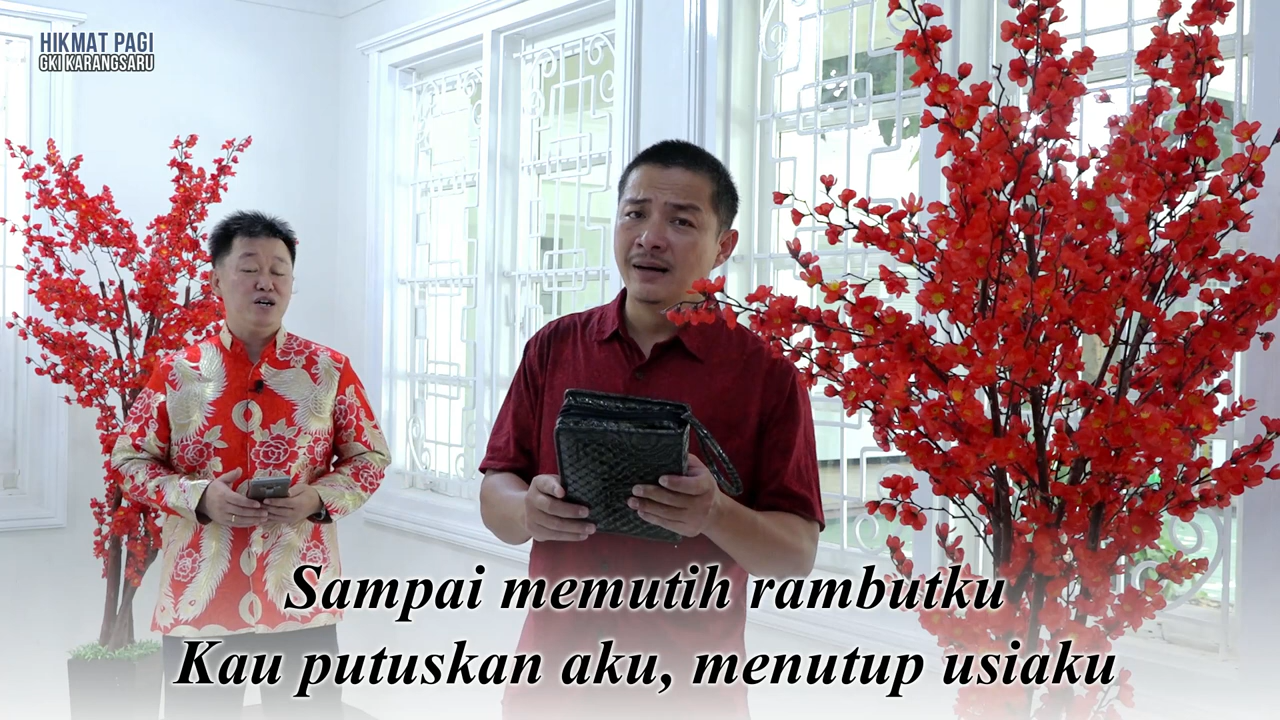 HIKMAT PAGI
GKI KARANGSARU
Sampai memutih rambutku
Kau putuskan aku, menutup usiaku